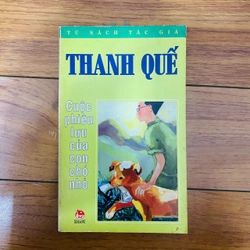 TỦ SÁCH TÁC GIẢ
THANH QUẾ
Cuộc
phiêu
lưu
của
con
chó
nhỏ